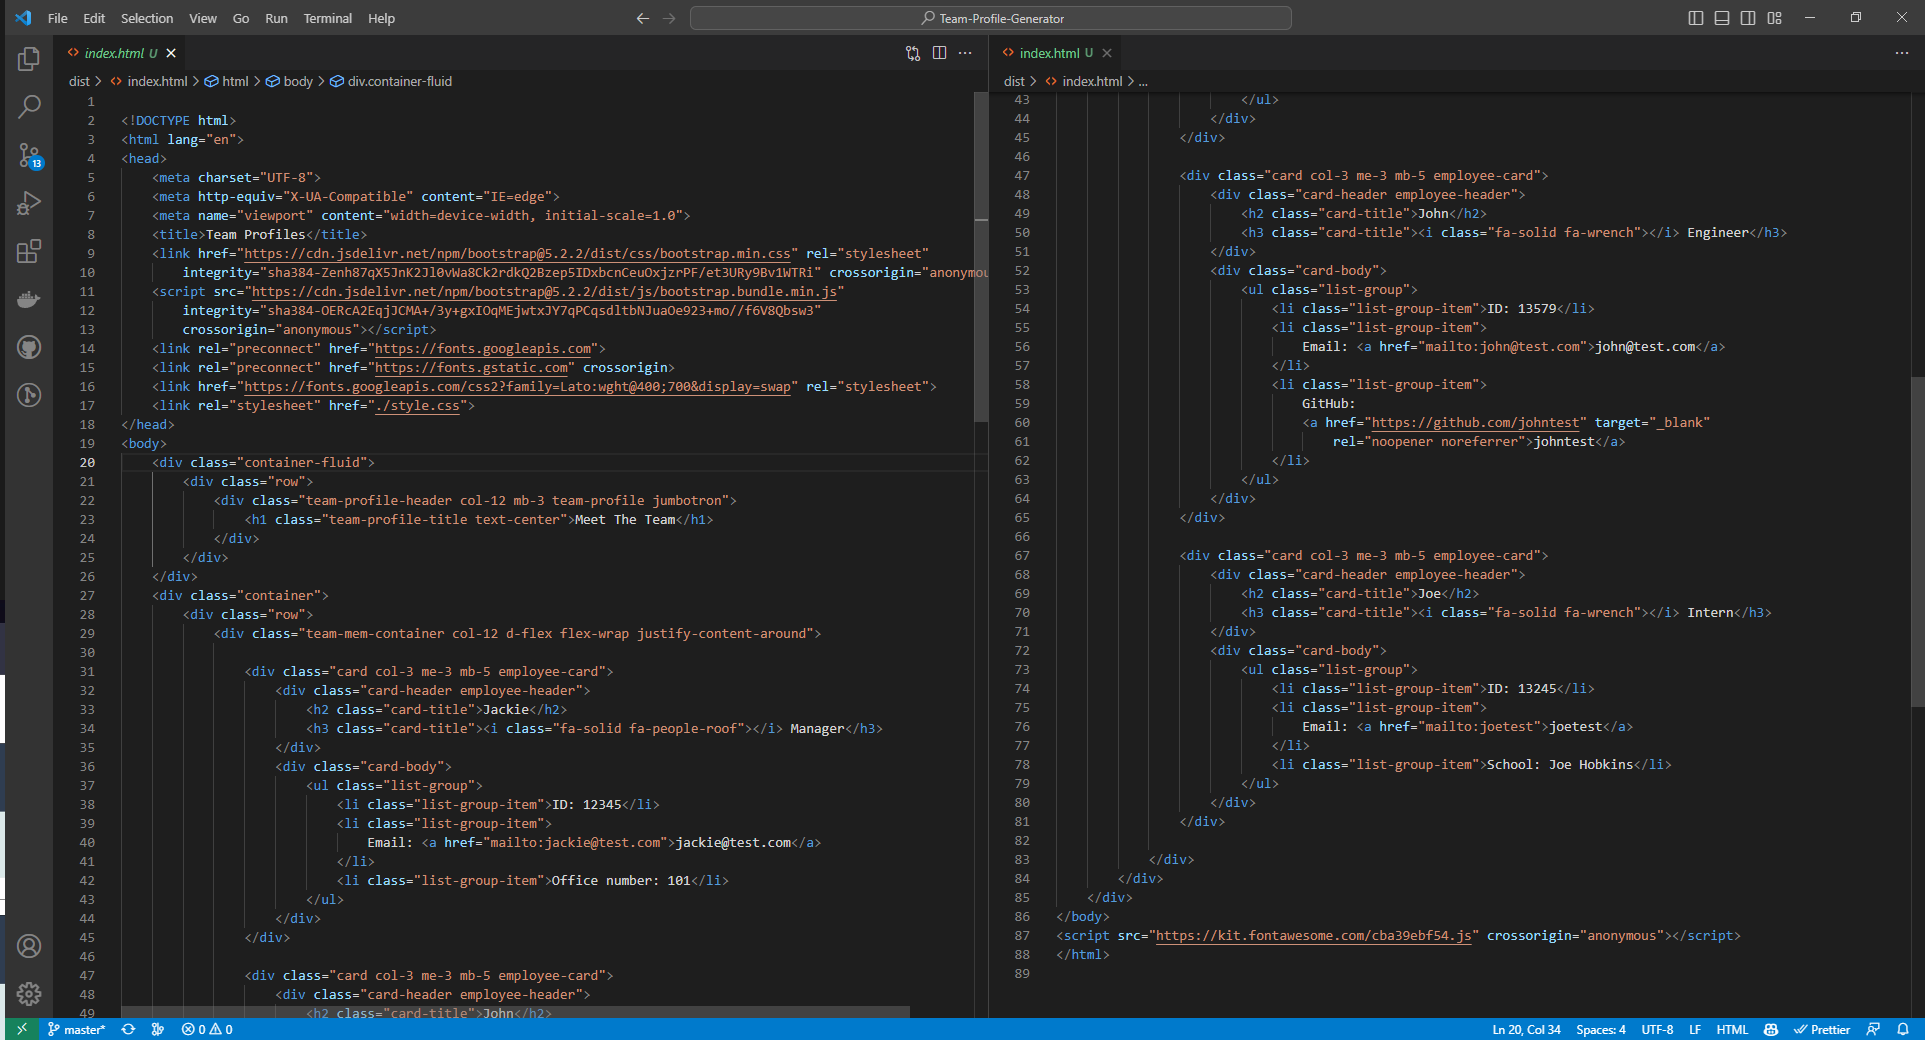 File Edit Selection View Go Run Terminal Help
Team-Profile-Generator
index.html U
dist > index.html > html > body > div.container-fluid
1
2 <!DOCTYPE html>
3 <html lang="en">
4 <head>
5 <meta charset="UTF-8">
6 <meta http-equiv="X-UA-Compatible" content="IE=edge">
7 <meta name="viewport" content="width=device-width, initial-scale=1.0">
8 <title>Team Profiles</title>
9 <link href="https://cdn.jsdelivr.net/npm/bootstrap@5.2.2/dist/css/bootstrap.min.css" rel="stylesheet"
10 integrity="sha384-Zenh87qX5JnK2Jl0vWa8Ck2rdkQ2Bzep5IDxbcnCeuOxjzrPF/et3URy9Bv1WTRi" crossorigin="anonymou
11 <script src="https://cdn.jsdelivr.net/npm/bootstrap@5.2.2/dist/js/bootstrap.bundle.min.js"
12 integrity="sha384-OERcA2EqjJCMA+/3y+gxIOqMEjwtxJY7qPCqsdltbNJuaOe923+mo//f6V8Qbsw3"
13 crossorigin="anonymous"></script>
14 <link rel="preconnect" href="https://fonts.googleapis.com">
15 <link rel="preconnect" href="https://fonts.gstatic.com" crossorigin>
16 <link href="https://fonts.googleapis.com/css2?family=Lato:wght@400;700&display=swap" rel="stylesheet">
17 <link rel="stylesheet" href="./style.css">
18 </head>
19 <body>
20 <div class="container-fluid">
21 <div class="row">
22 <div class="team-profile-header col-12 mb-3 team-profile jumbotron">
23 <h1 class="team-profile-title text-center">Meet The Team</h1>
24 </div>
25 </div>
26 </div>
27 <div class="container">
28 <div class="row">
29 <div class="team-mem-container col-12 d-flex flex-wrap justify-content-around">
30
31 <div class="card col-3 me-3 mb-5 employee-card">
32 <div class="card-header employee-header">
33 <h2 class="card-title">Jackie</h2>
34 <h3 class="card-title"><i class="fa-solid fa-people-roof"></i> Manager</h3>
35 </div>
36 <div class="card-body">
37 <ul class="list-group">
38 <li class="list-group-item">ID: 12345</li>
39 <li class="list-group-item">
40 Email: <a href="mailto:jackie@test.com">jackie@test.com</a>
41 </li>
42 <li class="list-group-item">Office number: 101</li>
43 </ul>
44 </div>
45 </div>
46
47 <div class="card col-3 me-3 mb-5 employee-card">
48 <div class="card-header employee-header">
49 <h2 class="card-title">John</h2>
index.html U
dist > index.html > ...
43 </ul>
44 </div>
45 </div>
46
47 <div class="card col-3 me-3 mb-5 employee-card">
48 <div class="card-header employee-header">
49 <h2 class="card-title">John</h2>
50 <h3 class="card-title"><i class="fa-solid fa-wrench"></i> Engineer</h3>
51 </div>
52 <div class="card-body">
53 <ul class="list-group">
54 <li class="list-group-item">ID: 13579</li>
55 <li class="list-group-item">
56 Email: <a href="mailto:john@test.com">john@test.com</a>
57 </li>
58 <li class="list-group-item">
59 GitHub:
60 <a href="https://github.com/johntest" target="_blank"
61 rel="noopener noreferrer">johntest</a>
62 </li>
63 </ul>
64 </div>
65 </div>
66
67 <div class="card col-3 me-3 mb-5 employee-card">
68 <div class="card-header employee-header">
69 <h2 class="card-title">Joe</h2>
70 <h3 class="card-title"><i class="fa-solid fa-wrench"></i> Intern</h3>
71 </div>
72 <div class="card-body">
73 <ul class="list-group">
74 <li class="list-group-item">ID: 13245</li>
75 <li class="list-group-item">
76 Email: <a href="mailto:joetest">joetest</a>
77 </li>
78 <li class="list-group-item">School: Joe Hobkins</li>
79 </ul>
80 </div>
81 </div>
82
83 </div>
84 </div>
85 </div>
86 </body>
87 <script src="https://kit.fontawesome.com/cba39ebf54.js" crossorigin="anonymous"></script>
88 </html>
89
13
master* 0 0
Ln 20, Col 34 Spaces: 4 UTF-8 LF HTML Prettier